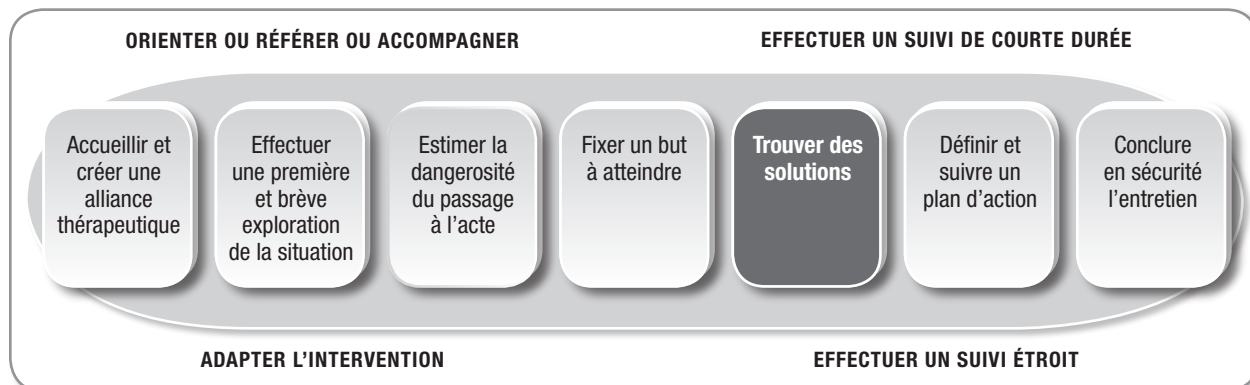 ORIENTER OU RÉFÉRER OU ACCOMPAGNER
EFFECTUER UN SUIVI DE COURTE DURÉE
Accueillir et
créer une
alliance
thérapeutique
Effectuer
une première
et brève
exploration
de la situation
Estimer la
dangerosité
du passage
à l’acte
Fixer un but
à atteindre
Trouver des
solutions
Définir et
suivre un
plan d’action
Conclure
en sécurité
l’entretien
ADAPTER L’INTERVENTION
EFFECTUER UN SUIVI ÉTROIT